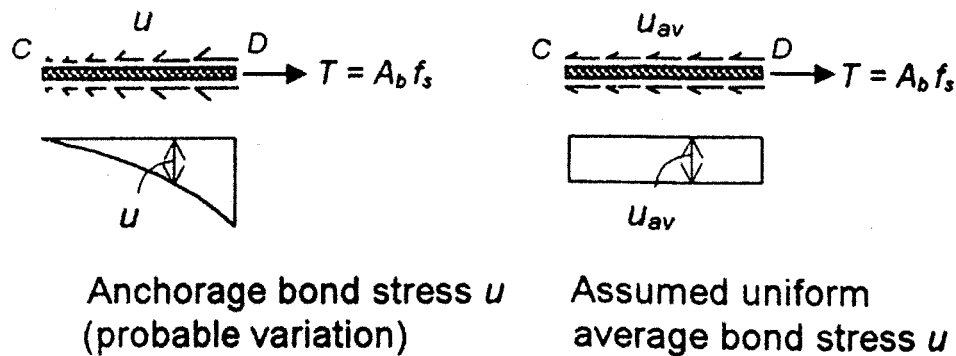 u
C D
T = A_b f_s
u
Anchorage bond stress u
(probable variation)
u_av
C D
T = A_b f_s
u_av
Assumed uniform
average bond stress u